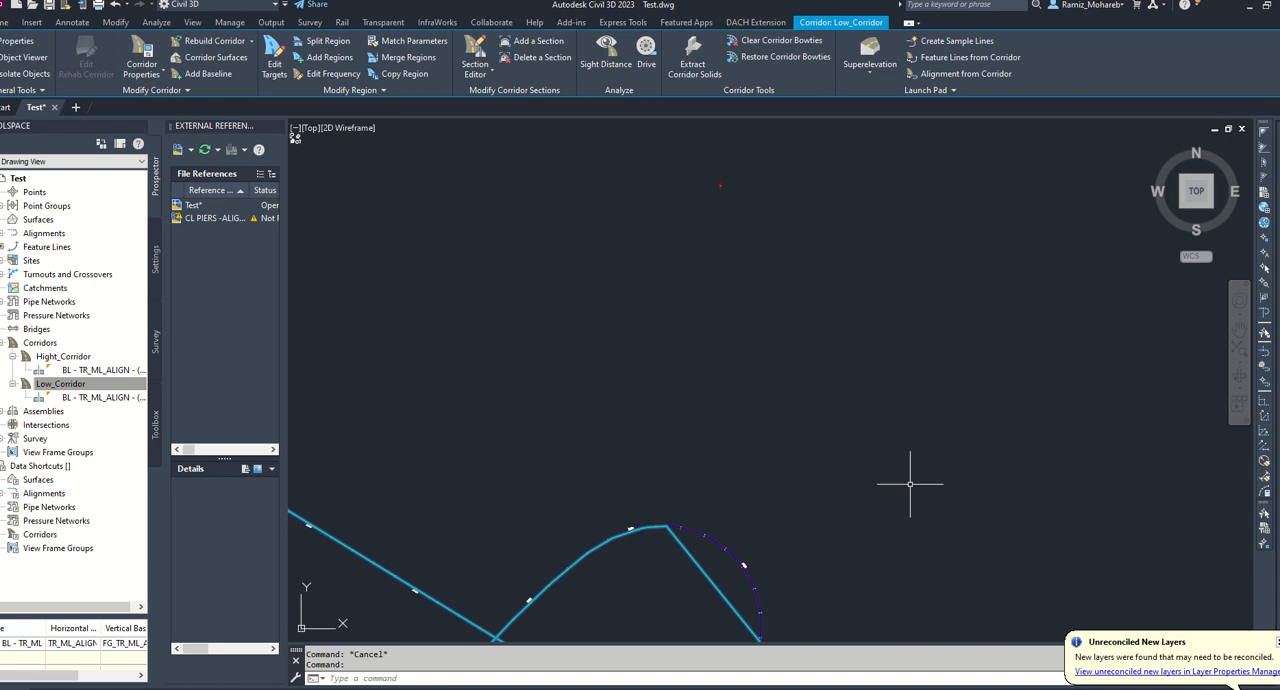 Civil 3D
Share
Autodesk Civil 3D 2023 Test.dwg
Type a keyword or phrase
Ramiz_Mohareb
Insert Annotate Modify Analyze View Manage Output Survey Rail Transparent InfraWorks Collaborate Help Add-ins Express Tools Featured Apps DACH Extension Corridor: Low_Corridor
Properties
Object Viewer
solate Objects
neral Tools
Edit
Rehab Corridor
Corridor
Properties
Rebuild Corridor
Corridor Surfaces
Add Baseline
Modify Corridor
Edit
Targets
Split Region
Add Regions
Edit Frequency
Match Parameters
Merge Regions
Copy Region
Modify Region
Section
Editor
Add a Section
Delete a Section
Modify Corridor Sections
Sight Distance
Drive
Analyze
Extract
Corridor Solids
Clear Corridor Bowties
Restore Corridor Bowties
Corridor Tools
Superelevation
Create Sample Lines
Feature Lines from Corridor
Alignment from Corridor
Launch Pad
tart
Test*
OLSPACE
Drawing View
Test
Points
Point Groups
Surfaces
Alignments
Feature Lines
Sites
Turnouts and Crossovers
Catchments
Pipe Networks
Pressure Networks
Bridges
Corridors
Hight_Corridor
BL - TR_ML_ALIGN - (...
Low_Corridor
BL - TR_ML_ALIGN - (...
Assemblies
Intersections
Survey
View Frame Groups
Data Shortcuts []
Surfaces
Alignments
Pipe Networks
Pressure Networks
Corridors
View Frame Groups
Prospector
Settings
Survey
Toolbox
e Horizontal Vertical Bas
BL - TR_ML TR_ML_ALIGN FG_TR_ML_A
EXTERNAL REFEREN...
File References
Reference ... Status
Test* Oper
CL PIERS -ALIG... Not F
Details
[–][Top][2D Wireframe]
N
W TOP E
S
WCS
Y
X
Command: *Cancel*
Command:
Type a command
Unreconciled New Layers
New layers were found that may need to be reconciled.
View unreconciled new layers in Layer Properties Manage